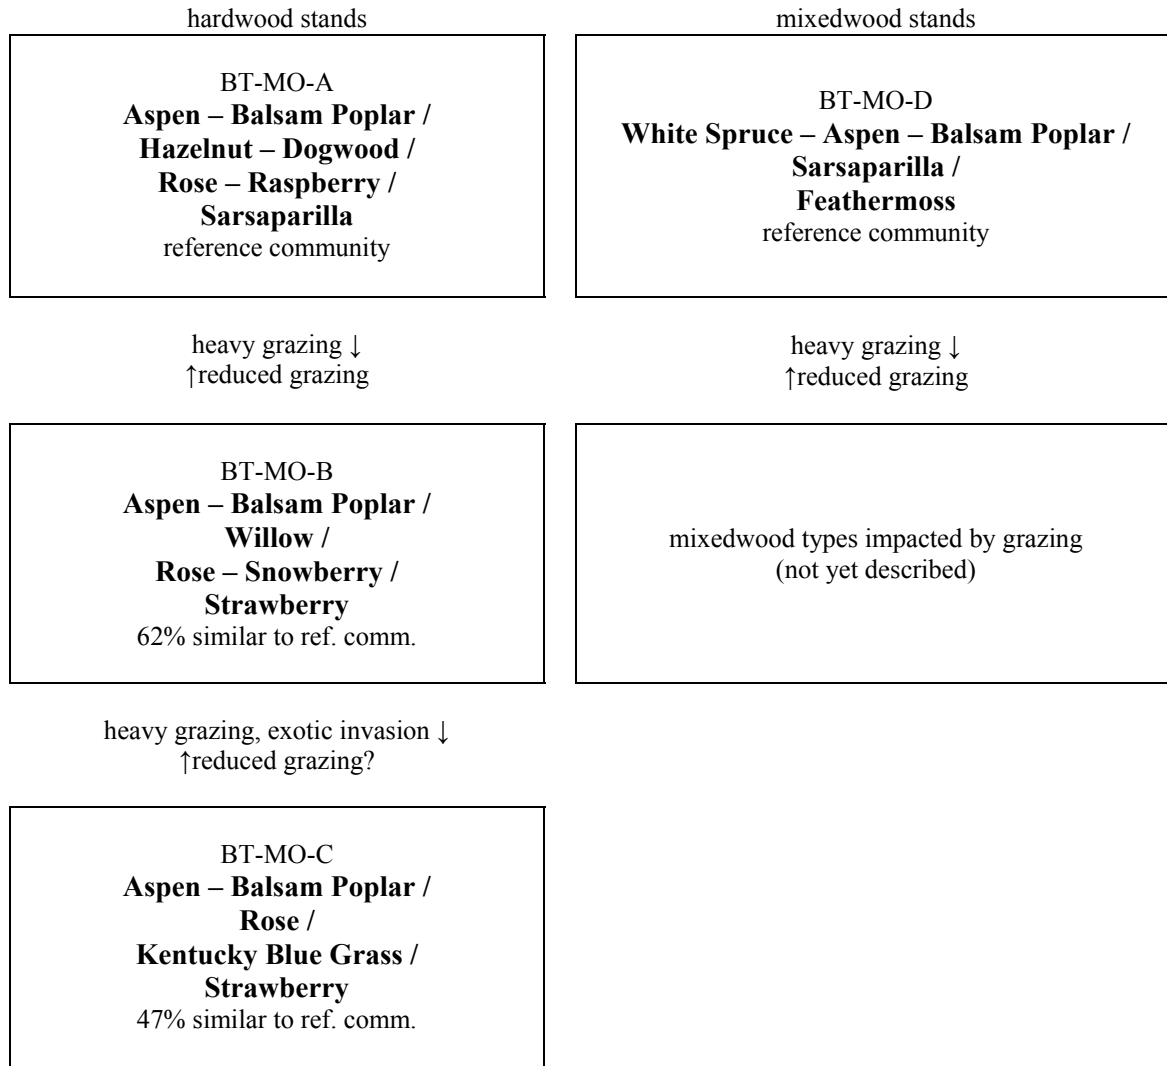 hardwood stands
mixedwood stands
BT-MO-A
Aspen – Balsam Poplar /
Hazelnut – Dogwood /
Rose – Raspberry /
Sarsaparilla
reference community
BT-MO-D
White Spruce – Aspen – Balsam Poplar /
Sarsaparilla /
Feathermoss
reference community
heavy grazing ↓
↑reduced grazing
heavy grazing ↓
↑reduced grazing
BT-MO-B
Aspen – Balsam Poplar /
Willow /
Rose – Snowberry /
Strawberry
62% similar to ref. comm.
mixedwood types impacted by grazing
(not yet described)
heavy grazing, exotic invasion ↓
↑reduced grazing?
BT-MO-C
Aspen – Balsam Poplar /
Rose /
Kentucky Blue Grass /
Strawberry
47% similar to ref. comm.